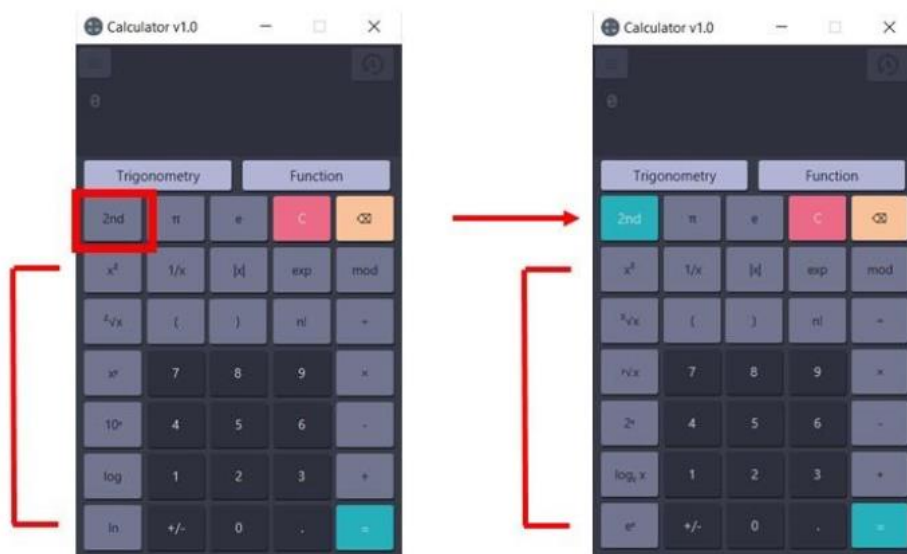 Calculator v1.0
0
Trigonometry Function
2nd π e C
x² 1/x |x| exp mod
²√x ( ) n! ÷
xʸ 7 8 9 ×
10ˣ 4 5 6 -
log 1 2 3 +
ln +/- 0 . =
Calculator v1.0
0
Trigonometry Function
2nd π e C
x³ 1/x |x| exp mod
³√x ( ) n! ÷
ʸ√x 7 8 9 ×
2ˣ 4 5 6 -
logᵧ x 1 2 3 +
eˣ +/- 0 . =